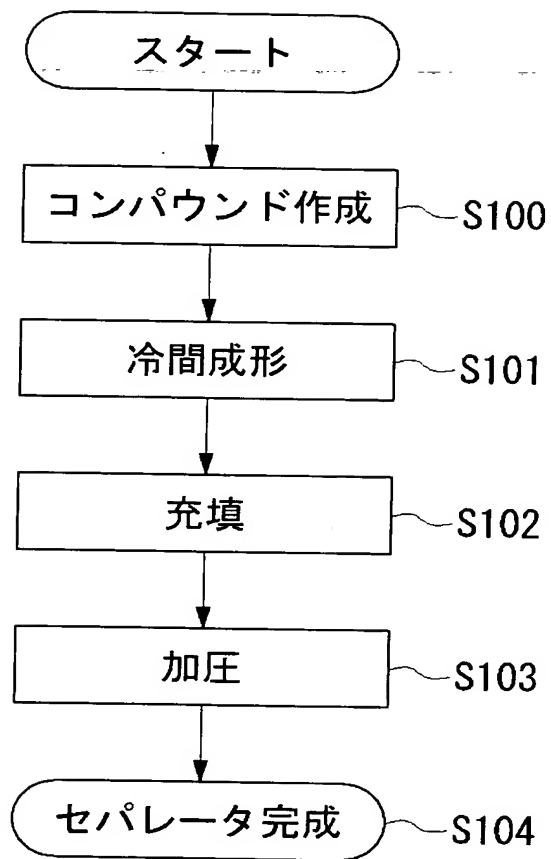 スタート
コンパウンド作成 S100
冷間成形 S101
充填 S102
加圧 S103
セパレータ完成 S104